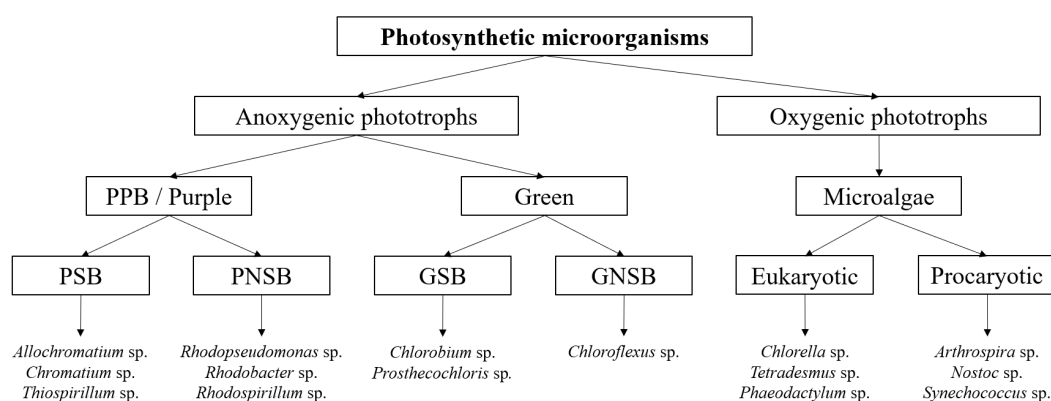 Photosynthetic microorganisms
Anoxygenic phototrophs
Oxygenic phototrophs
PPB / Purple
Green
Microalgae
PSB
PNSB
GSB
GNSB
Eukaryotic
Procaryotic
Allochromatium sp.
Chromatium sp.
Thiospirillum sp.
Rhodopseudomonas sp.
Rhodobacter sp.
Rhodospirillum sp.
Chlorobium sp.
Prosthecochloris sp.
Chloroflexus sp.
Chlorella sp.
Tetradesmus sp.
Phaeodactylum sp.
Arthrospira sp.
Nostoc sp.
Synechococcus sp.